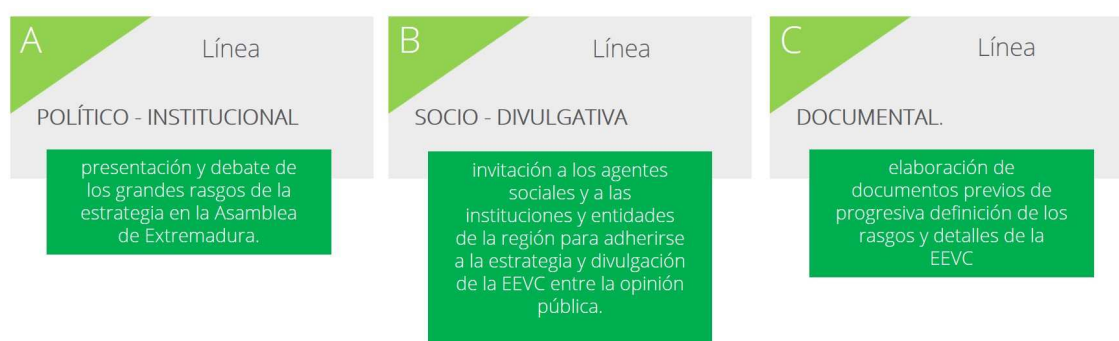 A
Línea
POLÍTICO - INSTITUCIONAL
presentación y debate de
los grandes rasgos de la
estrategia en la Asamblea
de Extremadura.
B
Línea
SOCIO - DIVULGATIVA
invitación a los agentes
sociales y a las
instituciones y entidades
de la región para adherirse
a la estrategia y divulgación
de la EEVC entre la opinión
pública.
C
Línea
DOCUMENTAL.
elaboración de
documentos previos de
progresiva definición de los
rasgos y detalles de la
EEVC